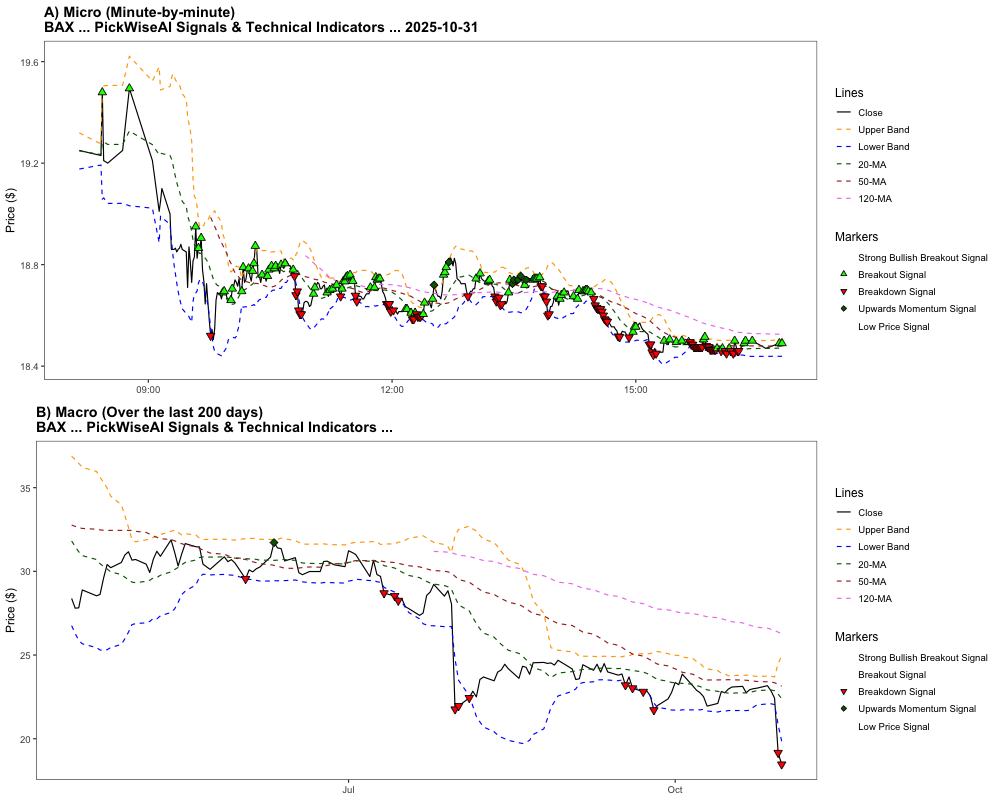 A) Micro (Minute-by-minute)
BAX ... PickWiseAI Signals & Technical Indicators ... 2025-10-31
Price ($)
19.6
19.2
18.8
18.4
09:00
12:00
15:00
Lines
Close
Upper Band
Lower Band
20-MA
50-MA
120-MA
Markers
Strong Bullish Breakout Signal
Breakout Signal
Breakdown Signal
Upwards Momentum Signal
Low Price Signal
B) Macro (Over the last 200 days)
BAX ... PickWiseAI Signals & Technical Indicators ...
Price ($)
35
30
25
20
Jul
Oct
Lines
Close
Upper Band
Lower Band
20-MA
50-MA
120-MA
Markers
Strong Bullish Breakout Signal
Breakout Signal
Breakdown Signal
Upwards Momentum Signal
Low Price Signal